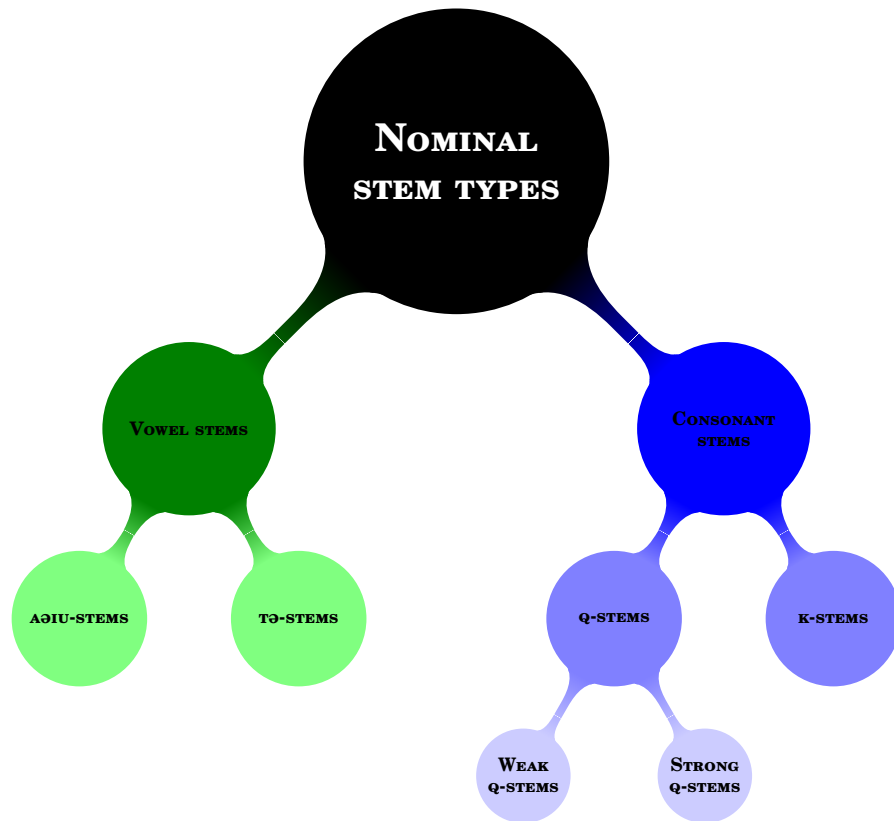 Nominal
stem types
Vowel stems
Consonant
stems
aəiu-stems
tə-stems
q-stems
k-stems
Weak
q-stems
Strong
q-stems